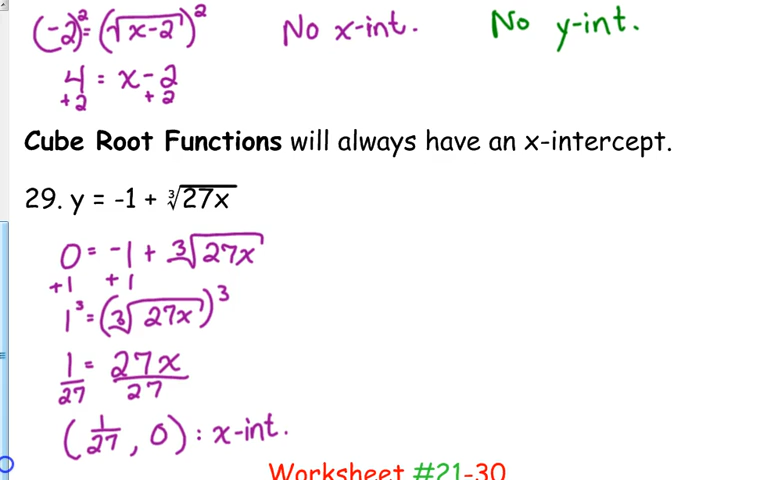 (-2)² = (√x-2)² No x-int. No y-int.
4 = x - 2
+2 +2
Cube Root Functions will always have an x-intercept.
29. y = -1 + ∛27x
0 = -1 + ∛27x
+1 +1
1³ = (∛27x)³
1/27 = 27x/27
(1/27, 0) : x-int.
Worksheet #21-30